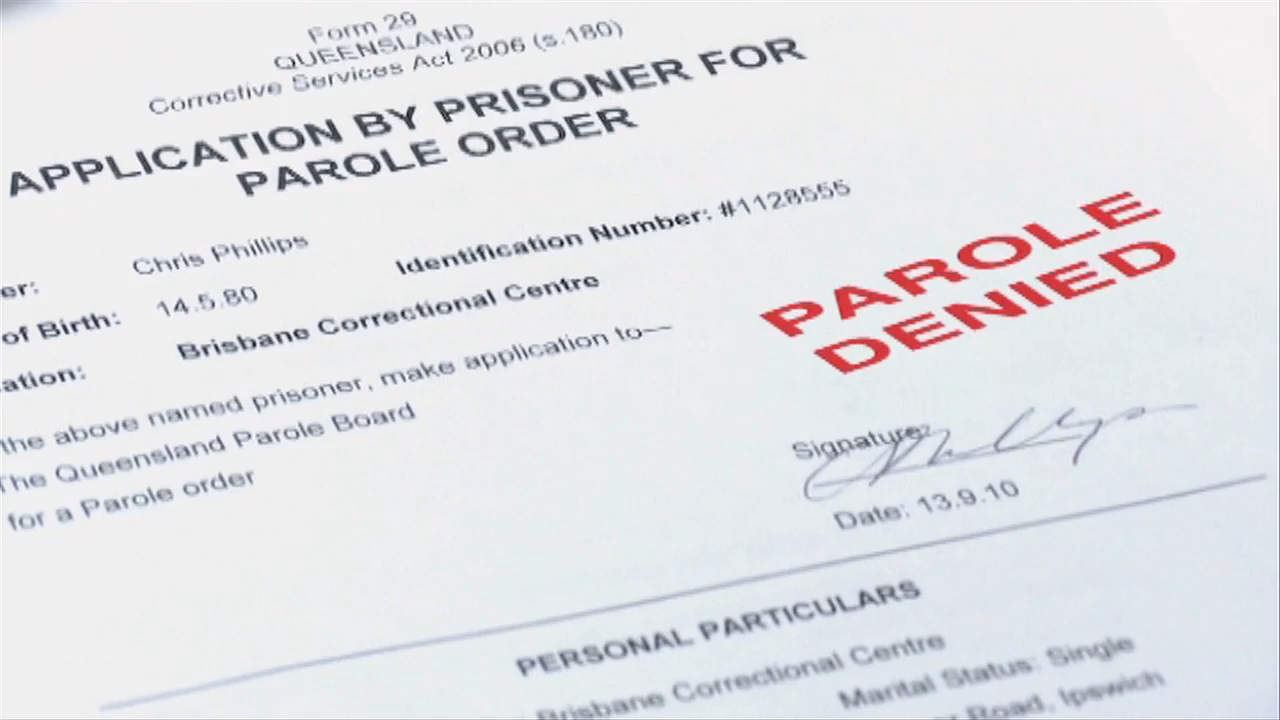 Form 29
QUEENSLAND
Corrective Services Act 2006 (s.180)
APPLICATION BY PRISONER FOR
PAROLE ORDER
er: Chris Phillips Identification Number: #1128555
of Birth: 14.5.80
ation: Brisbane Correctional Centre
the above named prisoner, make application to—
The Queensland Parole Board
for a Parole order
PAROLE
DENIED
Signature:
Date: 13.9.10
PERSONAL PARTICULARS
Brisbane Correctional Centre
Marital Status: Single
Road, Ipswich